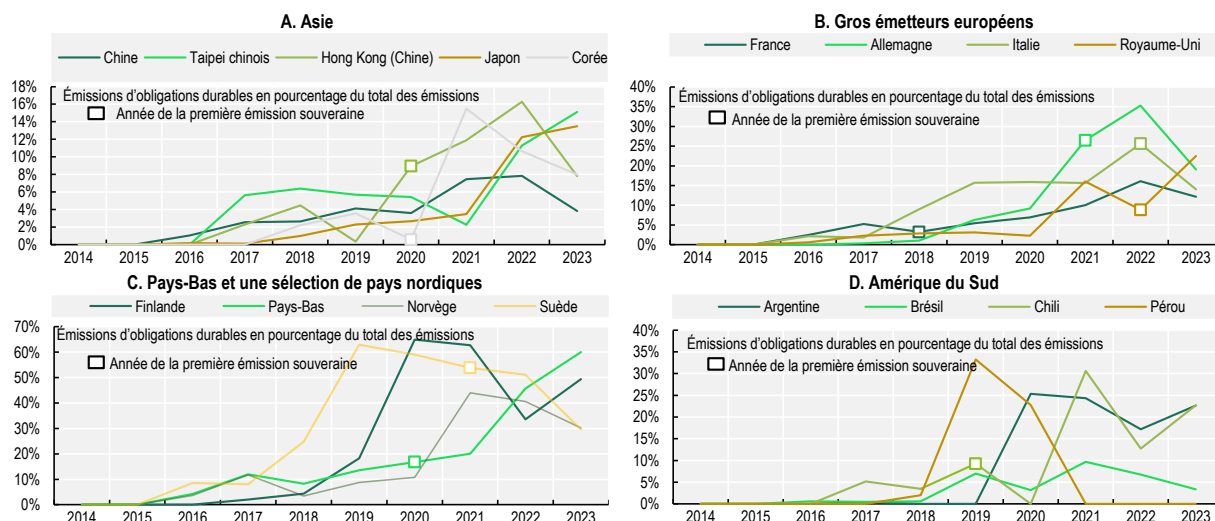 A. Asie
Chine Taipei chinois Hong Kong (Chine) Japon Corée
Émissions d'obligations durables en pourcentage du total des émissions
Année de la première émission souveraine
18%
16%
14%
12%
10%
8%
6%
4%
2%
0%
2014 2015 2016 2017 2018 2019 2020 2021 2022 2023
B. Gros émetteurs européens
France Allemagne Italie Royaume-Uni
Émissions d'obligations durables en pourcentage du total des émissions
Année de la première émission souveraine
40%
35%
30%
25%
20%
15%
10%
5%
0%
2014 2015 2016 2017 2018 2019 2020 2021 2022 2023
C. Pays-Bas et une sélection de pays nordiques
Finlande Pays-Bas Norvège Suède
Émissions d'obligations durables en pourcentage du total des émissions
Année de la première émission souveraine
70%
60%
50%
40%
30%
20%
10%
0%
2014 2015 2016 2017 2018 2019 2020 2021 2022 2023
D. Amérique du Sud
Argentine Brésil Chili Pérou
Émissions d'obligations durables en pourcentage du total des émissions
Année de la première émission souveraine
40%
35%
30%
25%
20%
15%
10%
5%
0%
2014 2015 2016 2017 2018 2019 2020 2021 2022 2023